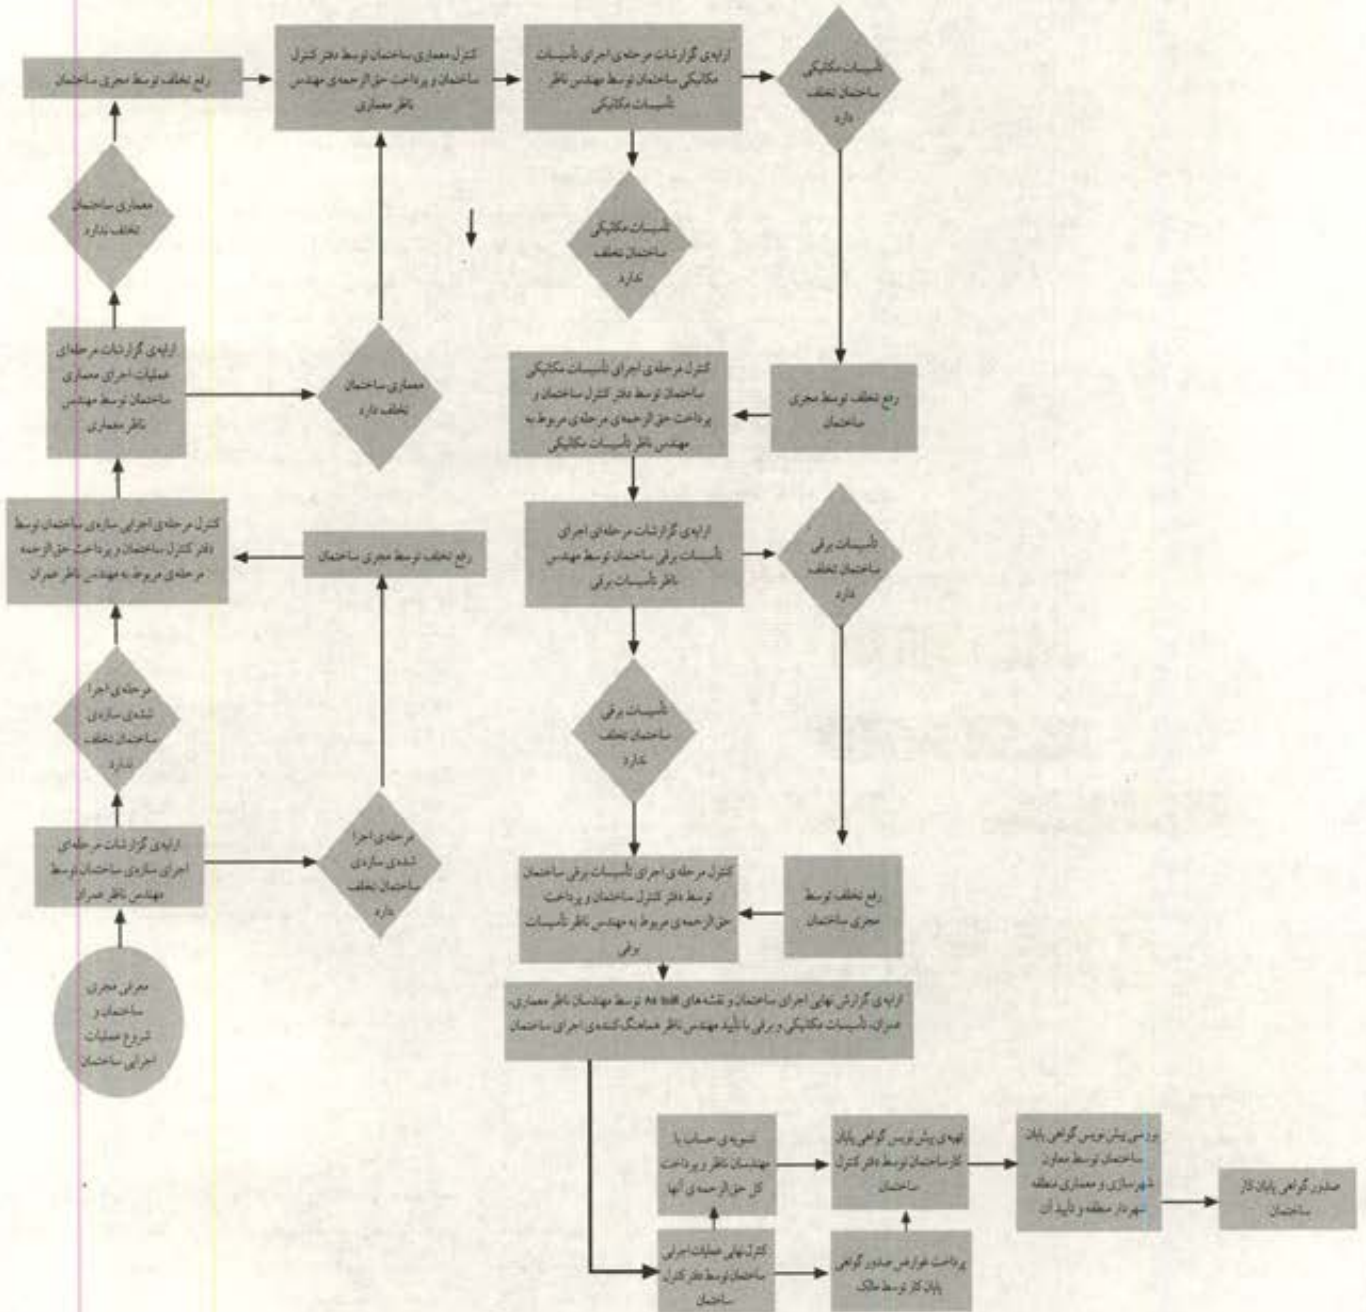 معرفی مجری
ساختمان و
شروع عملیات
اجرایی ساختمان
ارایه‌ی گزارشات مرحله‌ای
اجرای سازه‌ی ساختمان توسط
مهندس ناظر عمران
مرحله‌ی اجرا
شده‌ی سازه‌ی
ساختمان تخلف
ندارد
مرحله‌ی اجرا
شده‌ی سازه‌ی
ساختمان تخلف
دارد
رفع تخلف توسط مجری ساختمان
کنترل مرحله‌ی اجرایی سازه‌ی ساختمان توسط
دفتر کنترل ساختمان و پرداخت حق‌الزحمه
مرحله‌ی مربوط به مهندس ناظر عمران
ارایه‌ی گزارشات مرحله‌ای
عملیات اجرای معماری
ساختمان توسط مهندس
ناظر معماری
معماری ساختمان
تخلف ندارد
معماری ساختمان
تخلف دارد
رفع تخلف توسط مجری ساختمان
کنترل معماری ساختمان توسط دفتر کنترل
ساختمان و پرداخت حق‌الزحمه‌ی مهندس
ناظر معماری
ارایه‌ی گزارشات مرحله‌ی اجرای تأسیسات
مکانیکی ساختمان توسط مهندس ناظر
تأسیسات مکانیکی
تأسیسات مکانیکی
ساختمان تخلف
دارد
تأسیسات مکانیکی
ساختمان تخلف
ندارد
رفع تخلف توسط مجری
ساختمان
کنترل مرحله‌ی اجرای تأسیسات مکانیکی
ساختمان توسط دفتر کنترل ساختمان و
پرداخت حق‌الزحمه‌ی مرحله‌ی مربوط به
مهندس ناظر تأسیسات مکانیکی
ارایه‌ی گزارشات مرحله‌ای اجرای
تأسیسات برقی ساختمان توسط مهندس
ناظر تأسیسات برقی
تأسیسات برقی
ساختمان تخلف
دارد
تأسیسات برقی
ساختمان تخلف
ندارد
رفع تخلف توسط
مجری ساختمان
کنترل مرحله‌ی اجرای تأسیسات برقی ساختمان
توسط دفتر کنترل ساختمان و پرداخت
حق‌الزحمه‌ی مربوط به مهندس ناظر تأسیسات
برقی
ارایه‌ی گزارش نهایی اجرای ساختمان و نقشه‌های As built توسط مهندسان ناظر معماری،
عمران، تأسیسات مکانیکی و برقی با تأیید مهندس ناظر هماهنگ‌کننده‌ی اجرای ساختمان
کنترل نهایی عملیات اجرایی
ساختمان توسط دفتر کنترل
ساختمان
تسویه‌ی حساب با
مهندسان ناظر و پرداخت
کل حق‌الزحمه‌ی آنها
پرداخت عوارض صدور گواهی
پایان کار توسط مالک
تهیه‌ی پیش‌نویس گواهی پایان
کار ساختمان توسط دفتر کنترل
ساختمان
بررسی پیش نویس گواهی پایان
ساختمان توسط معاون
شهرسازی و معماری منطقه
شهردار منطقه و تأیید آن
صدور گواهی پایان کار
ساختمان